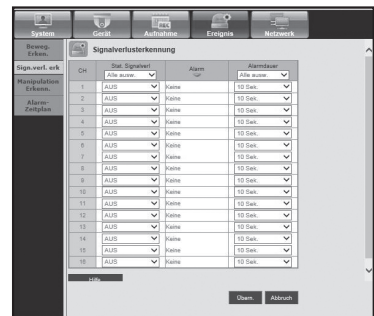 System Gerät Aufnahme Ereignis Netzwerk
Beweg. Erken.
Sign.verl. erk
Manipulation Erkenn.
Alarm-Zeitplan
Signalverlusterkennung
CH Stat. Signalverl Alarm Alarmdauer
Alle ausw. Alle ausw.
1 AUS Keine 10 Sek.
2 AUS Keine 10 Sek.
3 AUS Keine 10 Sek.
4 AUS Keine 10 Sek.
5 AUS Keine 10 Sek.
6 AUS Keine 10 Sek.
7 AUS Keine 10 Sek.
8 AUS Keine 10 Sek.
9 AUS Keine 10 Sek.
10 AUS Keine 10 Sek.
11 AUS Keine 10 Sek.
12 AUS Keine 10 Sek.
13 AUS Keine 10 Sek.
14 AUS Keine 10 Sek.
15 AUS Keine 10 Sek.
16 AUS Keine 10 Sek.
Hilfe
Übern. Abbruch